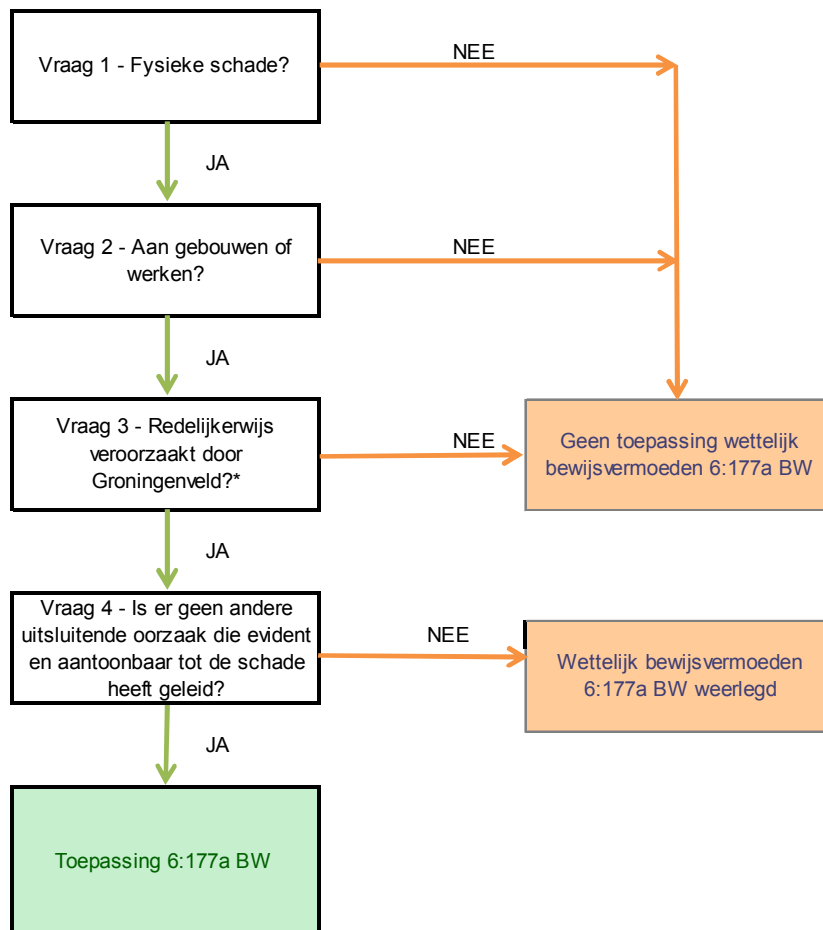 Vraag 1 - Fysieke schade?
NEE
JA
Vraag 2 - Aan gebouwen of
werken?
NEE
JA
Vraag 3 - Redelijkerwijs
veroorzaakt door
Groningenveld?*
NEE
Geen toepassing wettelijk
bewijsvermoeden 6:177a BW
JA
Vraag 4 - Is er geen andere
uitsluitende oorzaak die evident
en aantoonbaar tot de schade
heeft geleid?
NEE
Wettelijk bewijsvermoeden
6:177a BW weerlegd
JA
Toepassing 6:177a BW